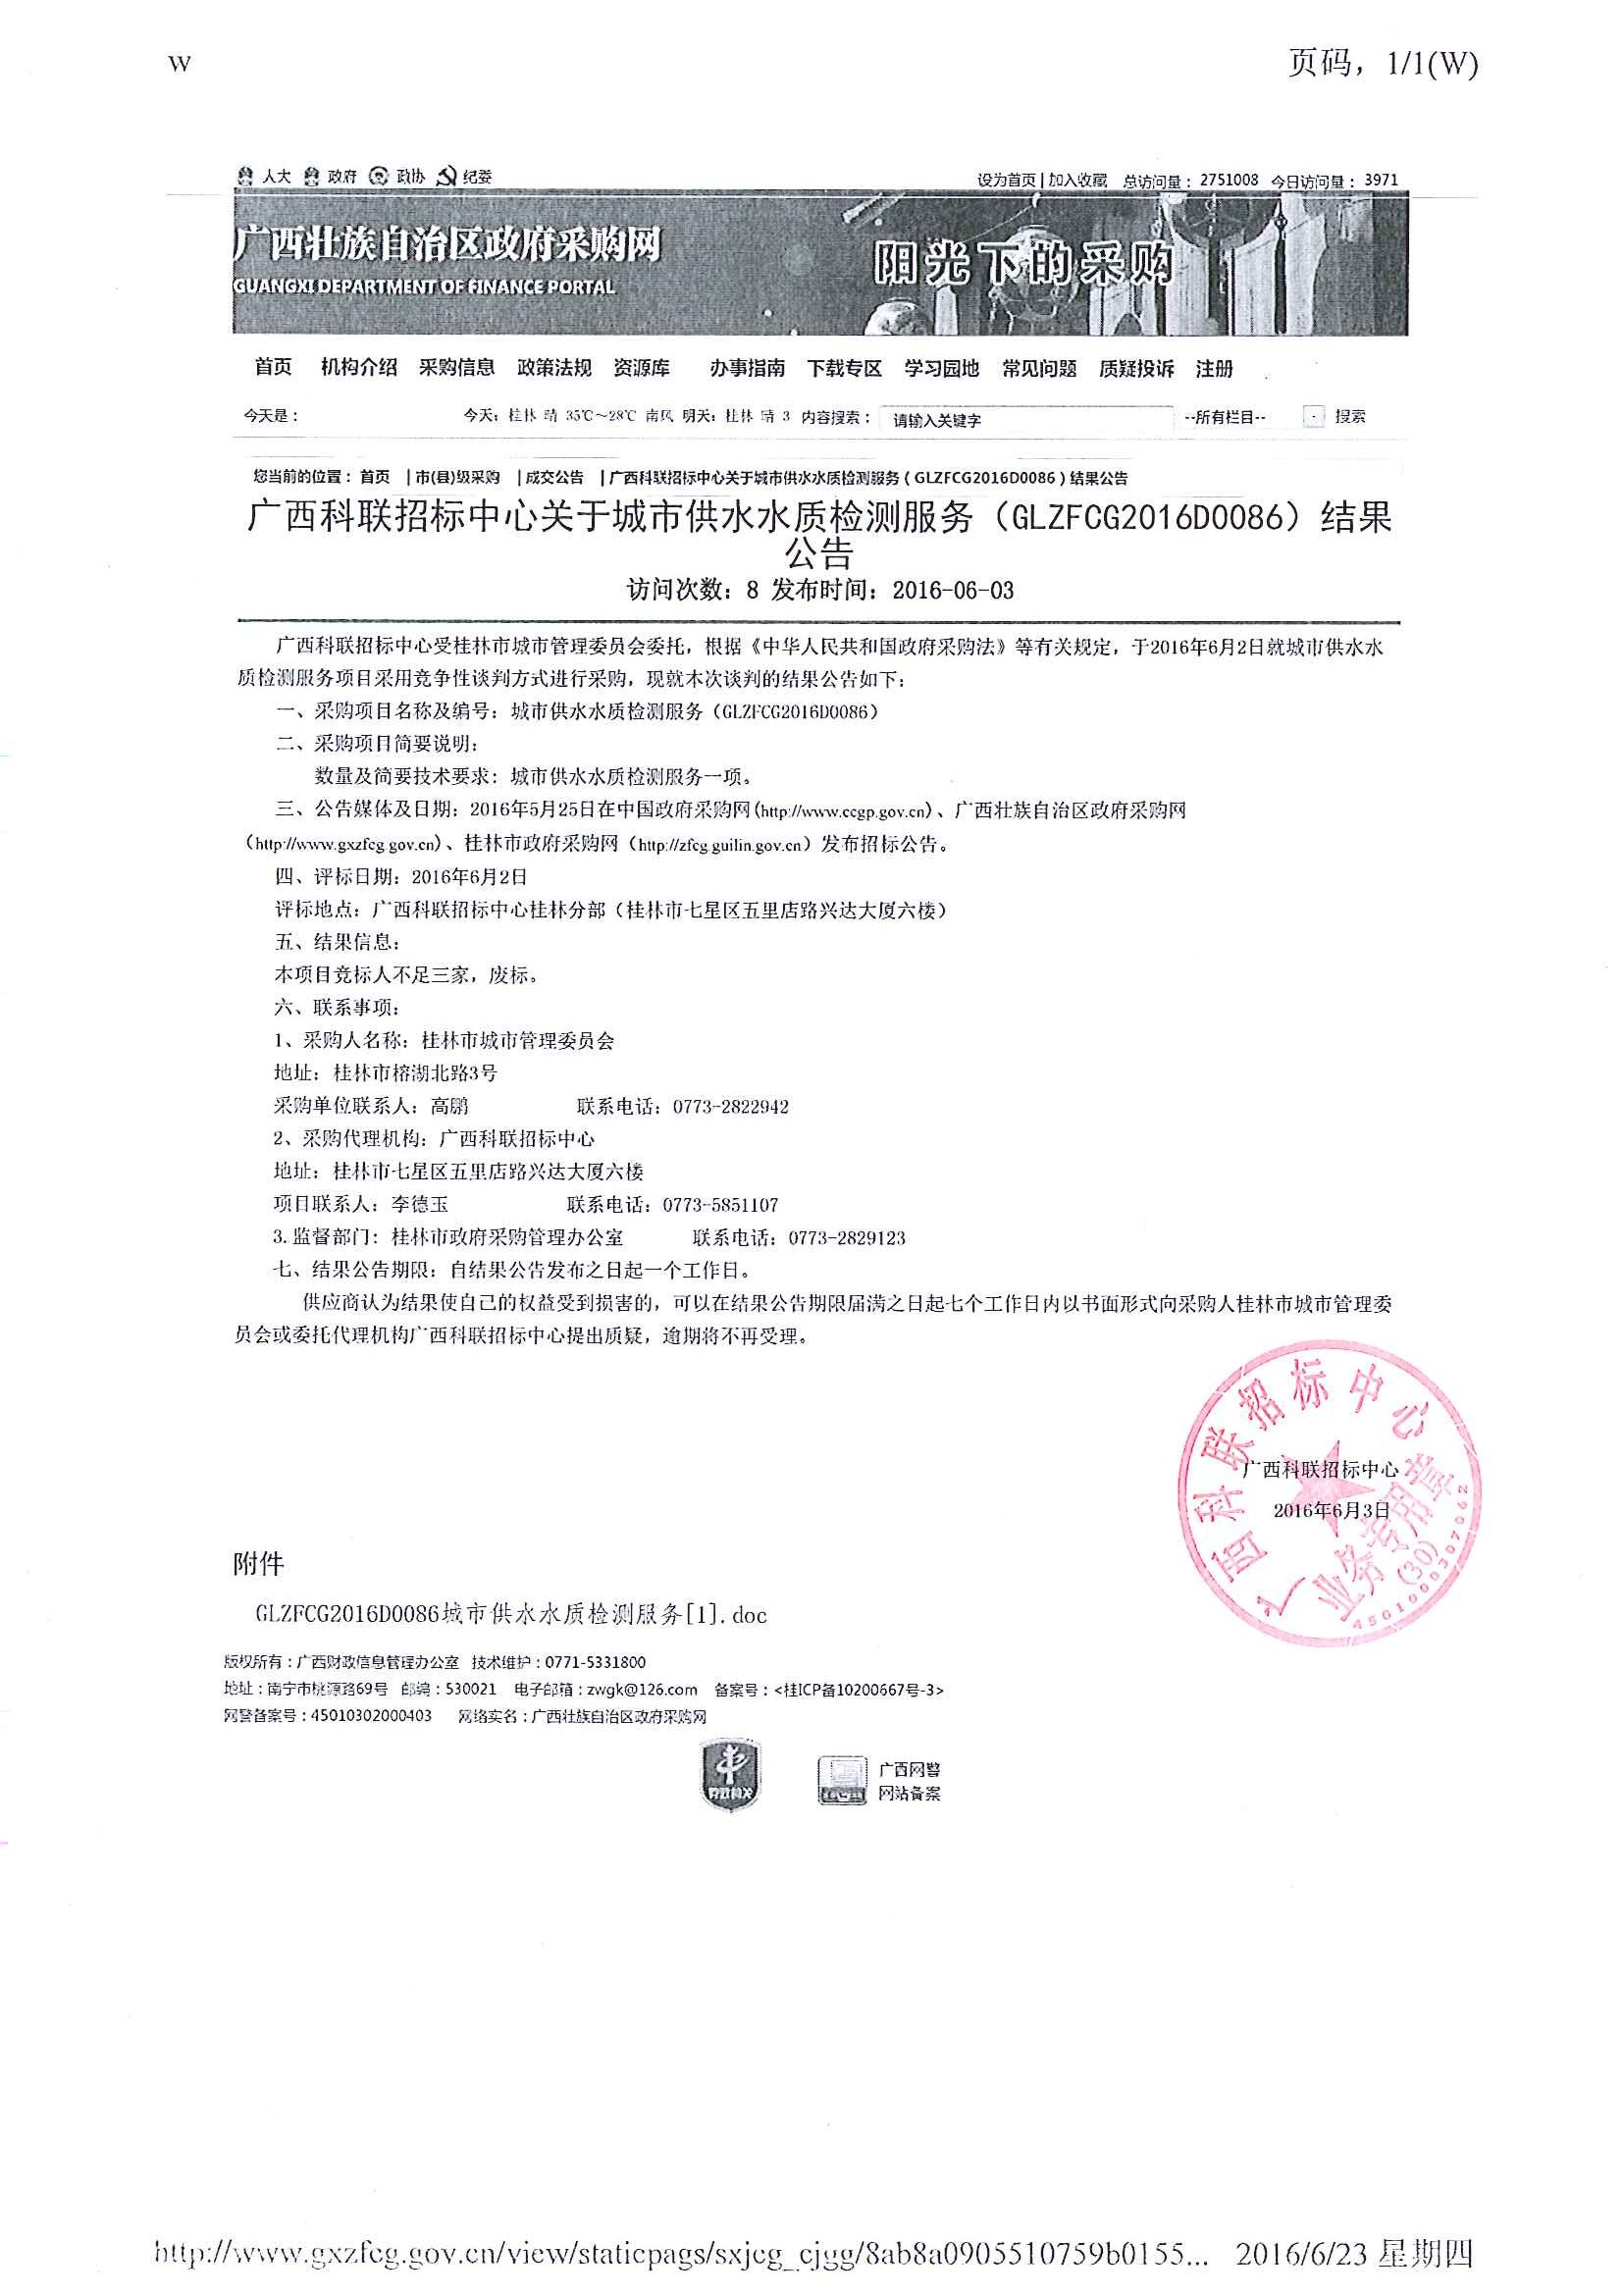 W
页码，1/1(W)
人大 政府 政协 纪委
设为首页 | 加入收藏 总访问量：2751008 今日访问量：3971
广西壮族自治区政府采购网
GUANGXI DEPARTMENT OF FINANCE PORTAL
阳光下的采购
首页 机构介绍 采购信息 政策法规 资源库 办事指南 下载专区 学习园地 常见问题 质疑投诉 注册
今天是： 今天：桂林 晴 35℃～28℃ 南风 明天：桂林 晴 3 内容搜索： 请输入关键字 --所有栏目-- 搜索
您当前的位置：首页 | 市(县)级采购 | 成交公告 | 广西科联招标中心关于城市供水水质检测服务（GLZFCG2016D0086）结果公告
广西科联招标中心关于城市供水水质检测服务（GLZFCG2016D0086）结果
公告
访问次数：8 发布时间：2016-06-03
广西科联招标中心受桂林市城市管理委员会委托，根据《中华人民共和国政府采购法》等有关规定，于2016年6月2日就城市供水水
质检测服务项目采用竞争性谈判方式进行采购，现就本次谈判的结果公告如下：
一、采购项目名称及编号：城市供水水质检测服务（GLZFCG2016D0086）
二、采购项目简要说明：
数量及简要技术要求：城市供水水质检测服务一项。
三、公告媒体及日期：2016年5月25日在中国政府采购网(http://www.ccgp.gov.cn)、广西壮族自治区政府采购网
（http://www.gxzfcg.gov.cn）、桂林市政府采购网（http://zfcg.guilin.gov.cn）发布招标公告。
四、评标日期：2016年6月2日
评标地点：广西科联招标中心桂林分部（桂林市七星区五里店路兴达大厦六楼）
五、结果信息：
本项目竞标人不足三家，废标。
六、联系事项：
1、采购人名称：桂林市城市管理委员会
地址：桂林市榕湖北路3号
采购单位联系人：高鹏 联系电话：0773-2822942
2、采购代理机构：广西科联招标中心
地址：桂林市七星区五里店路兴达大厦六楼
项目联系人：李德玉 联系电话：0773-5851107
3.监督部门：桂林市政府采购管理办公室 联系电话：0773-2829123
七、结果公告期限：自结果公告发布之日起一个工作日。
供应商认为结果使自己的权益受到损害的，可以在结果公告期限届满之日起七个工作日内以书面形式向采购人桂林市城市管理委
员会或委托代理机构广西科联招标中心提出质疑，逾期将不再受理。
广西科联招标中心
广西科联招标中心
2016年6月3日
业务专用章
(30)
4501000307062
附件
GLZFCG2016D0086城市供水水质检测服务[1].doc
版权所有：广西财政信息管理办公室 技术维护：0771-5331800
地址：南宁市桃源路69号 邮编：530021 电子邮箱：zwgk@126.com 备案号：<桂ICP备10200667号-3>
网警备案号：45010302000403 网络实名：广西壮族自治区政府采购网
广西网警
网站备案
http://www.gxzfcg.gov.cn/view/staticpags/sxjcg_cjgg/8ab8a0905510759b0155... 2016/6/23 星期四